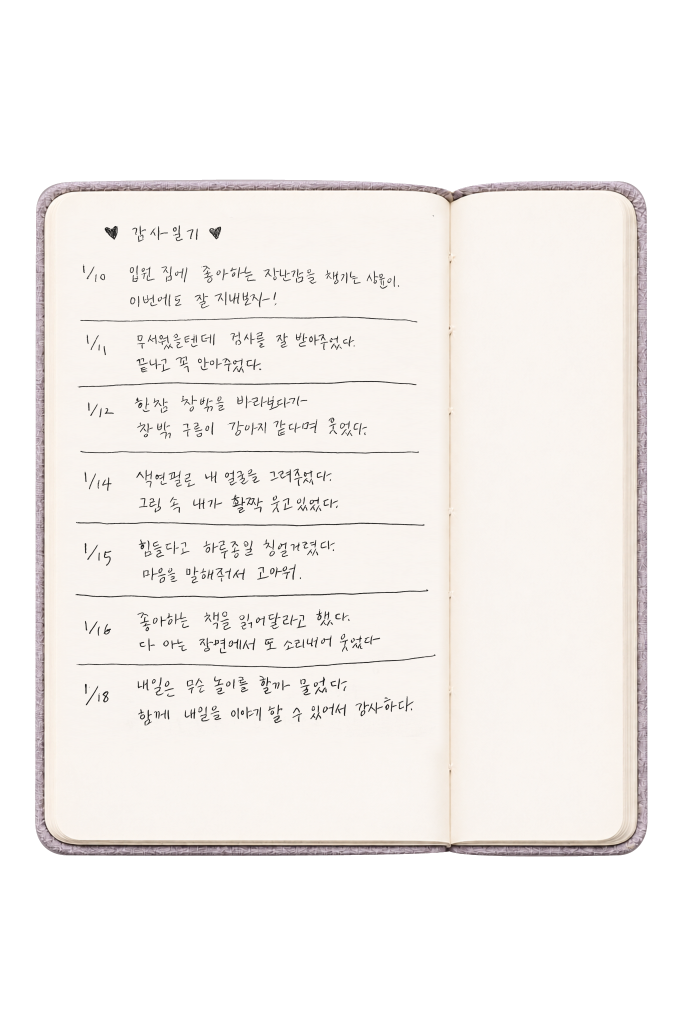 ♥ 감사일기 ♥
1/10 입원 짐에 좋아하는 장난감을 챙기는 상윤이.
이번에도 잘 지내보자!
1/11 무서웠을텐데 검사를 잘 받아주었다.
끝나고 꼭 안아주었다.
1/12 한참 창밖을 바라보다가
창밖 구름이 강아지 같다며 웃었다.
1/14 색연필로 내 얼굴을 그려주었다.
그림 속 내가 활짝 웃고있었다.
1/15 힘들다고 하루종일 칭얼거렸다.
마음을 말해줘서 고마워.
1/16 좋아하는 책을 읽어달라고 했다.
다 아는 장면에서 또 소리내어 웃었다
1/18 내일은 무슨 놀이를 할까 물었다.
함께 내일을 이야기 할 수 있어서 감사하다.